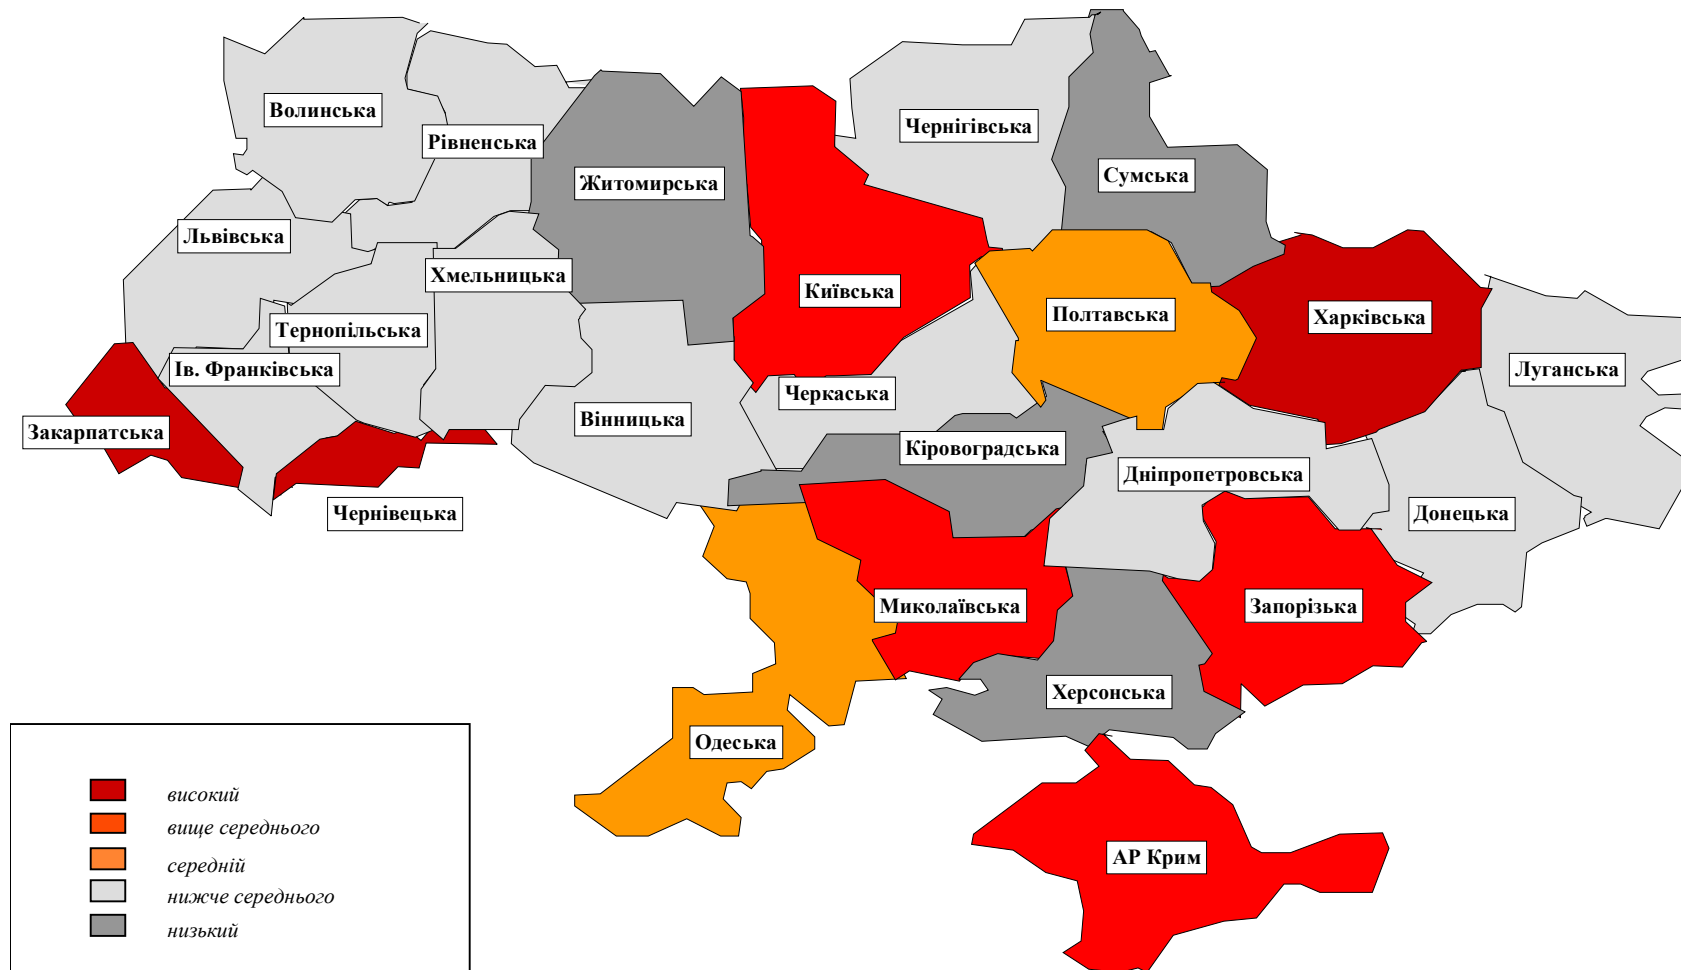 Волинська
Рівненська
Чернігівська
Житомирська
Сумська
Львівська
Хмельницька
Київська
Полтавська
Харківська
Тернопільська
Ів. Франківська
Луганська
Черкаська
Вінницька
Закарпатська
Кіровоградська
Дніпропетровська
Чернівецька
Донецька
Миколаївська
Запорізька
Херсонська
Одеська
АР Крим
високий
вище середнього
середній
нижче середнього
низький